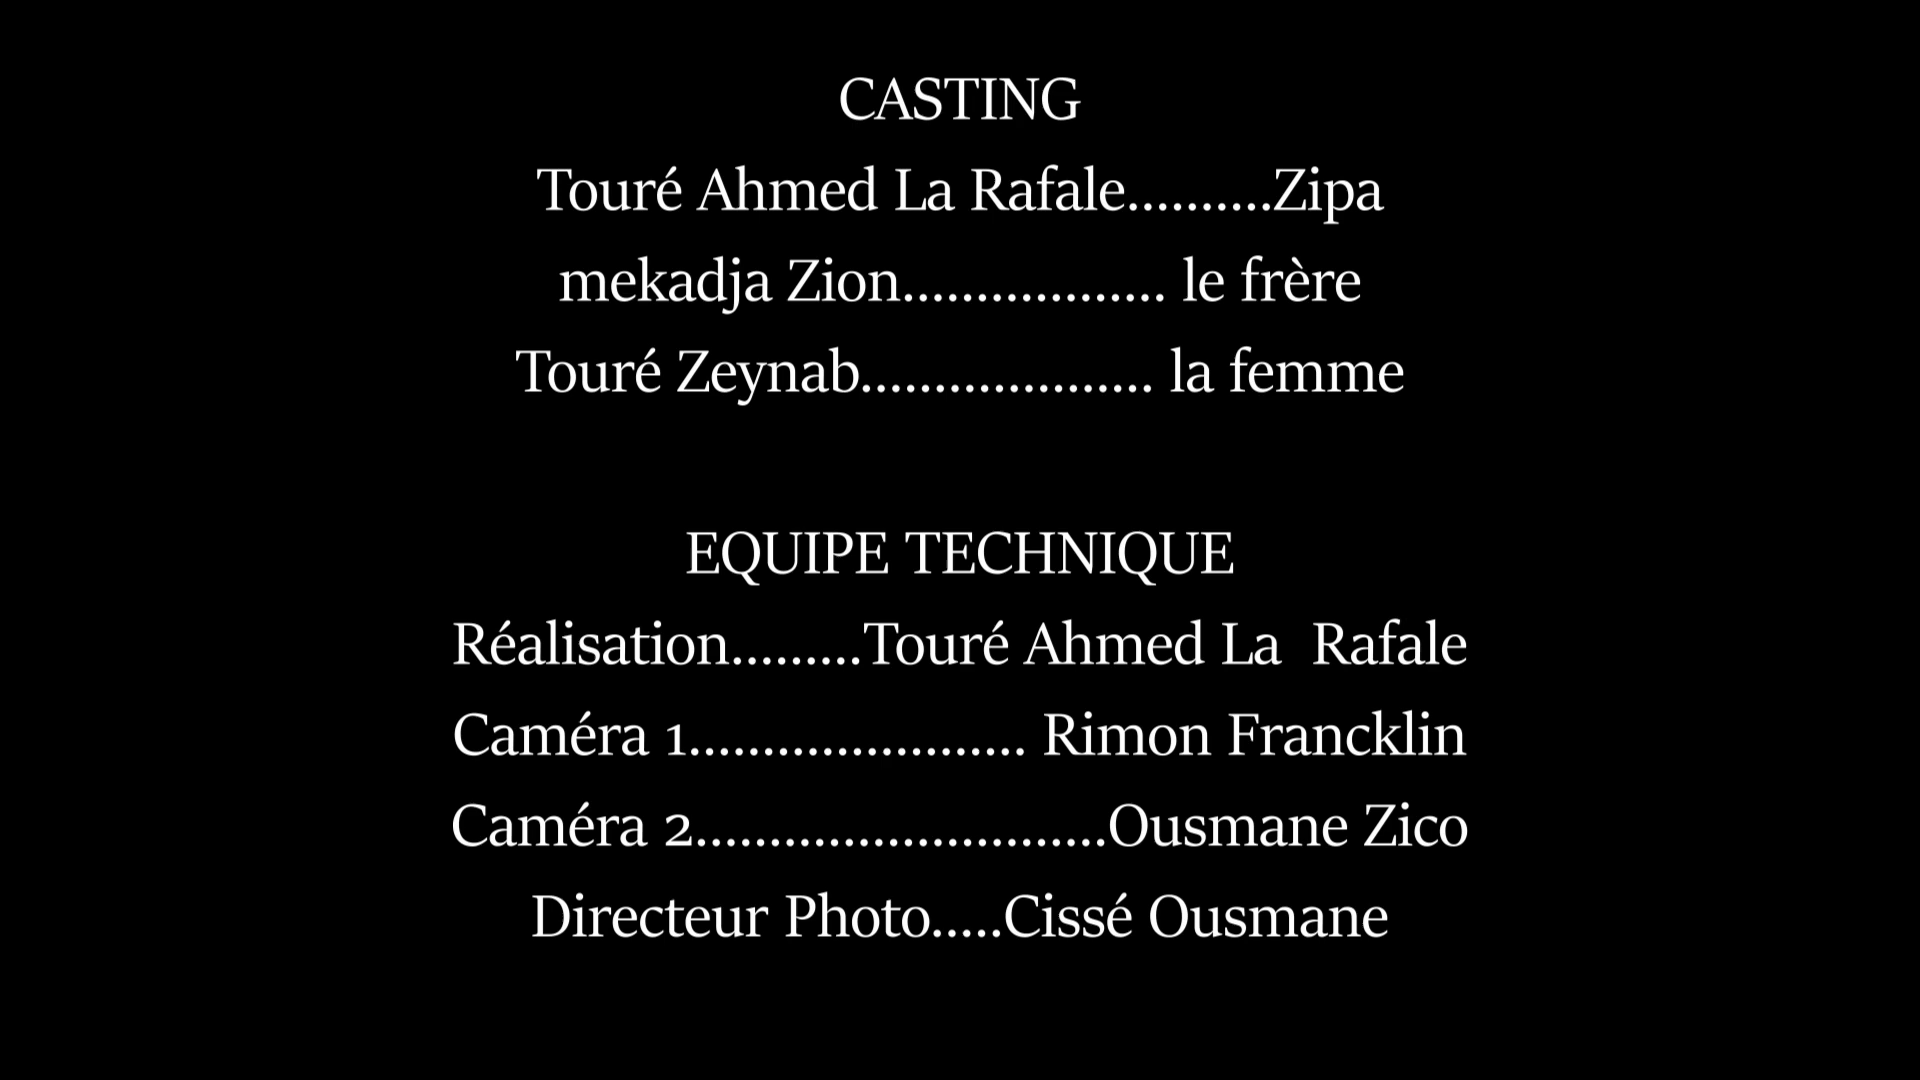 CASTING
Touré Ahmed La Rafale..........Zipa
mekadja Zion.................. le frère
Touré Zeynab.................... la femme
EQUIPE TECHNIQUE
Réalisation.........Touré Ahmed La  Rafale
Caméra 1....................... Rimon Francklin
Caméra 2............................Ousmane Zico
Directeur Photo.....Cissé Ousmane